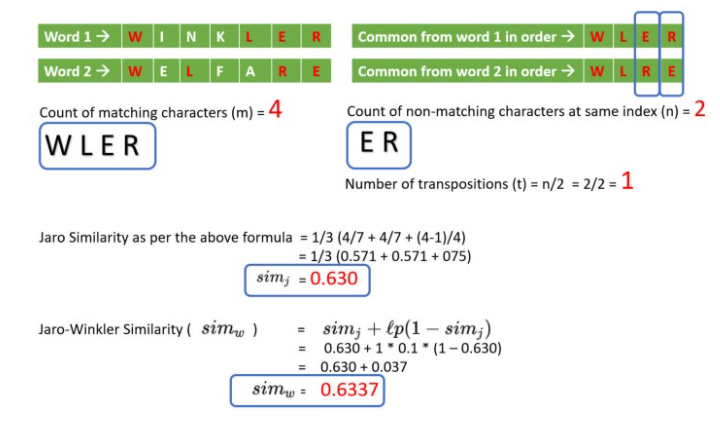 Word 1 → W I N K L E R
Common from word 1 in order → W L E R
Word 2 → W E L F A R E
Common from word 2 in order → W L R E
Count of matching characters (m) = 4
Count of non-matching characters at same index (n) = 2
W L E R
E R
Number of transpositions (t) = n/2 = 2/2 = 1
Jaro Similarity as per the above formula = 1/3 (4/7 + 4/7 + (4-1)/4)
= 1/3 (0.571 + 0.571 + 075)
simⱼ = 0.630
Jaro-Winkler Similarity ( sim_w ) = simⱼ + ℓp(1 − simⱼ)
= 0.630 + 1 * 0.1 * (1 – 0.630)
= 0.630 + 0.037
sim_w = 0.6337